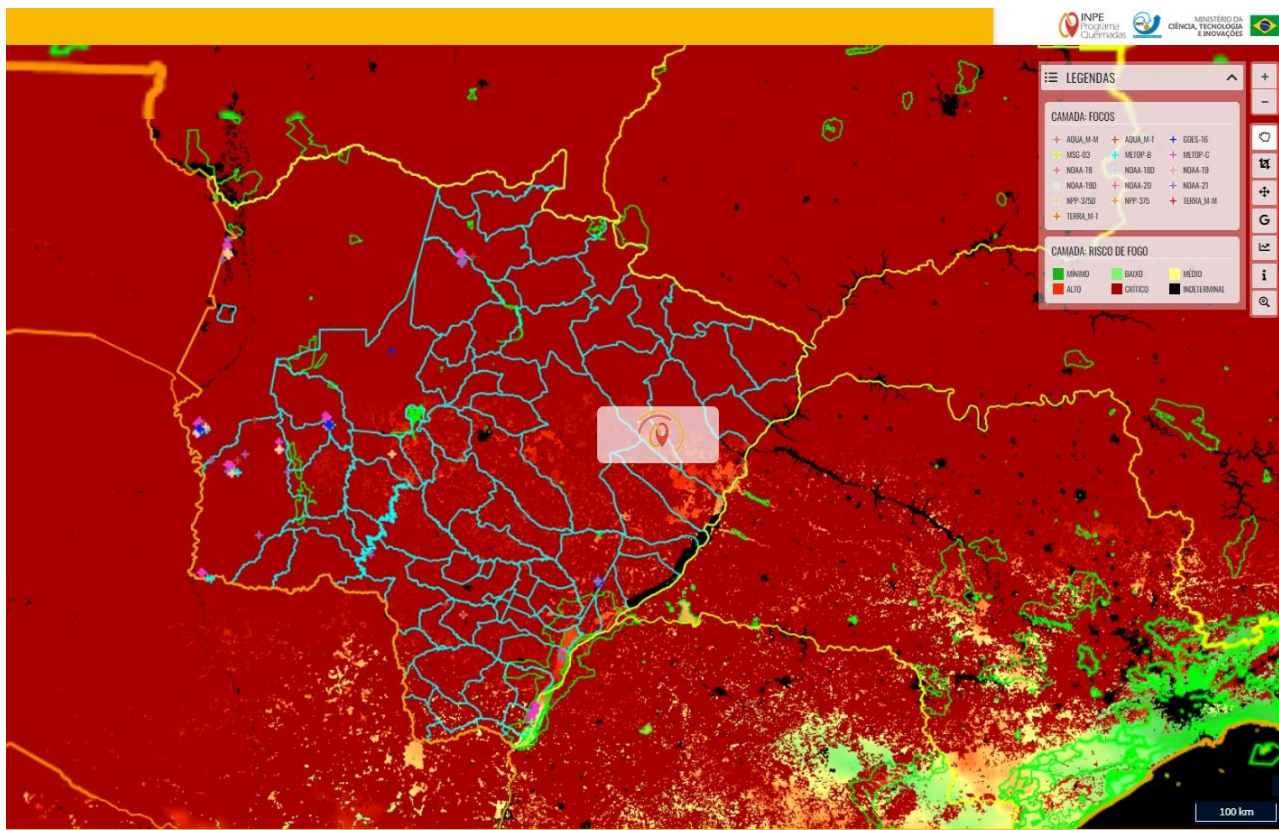 INPE
Programa
Queimadas
MINISTÉRIO DA
CIÊNCIA, TECNOLOGIA
E INOVAÇÕES
LEGENDAS
CAMADA: FOCOS
AQUA_M-M AQUA_M-T GOES-16
MSG-03 METOP-B METOP-C
NOAA-18 NOAA-18D NOAA-19
NOAA-19D NOAA-20 NOAA-21
NPP-375D NPP-375 TERRA_M-M
TERRA_M-T
CAMADA: RISCO DE FOGO
MÍNIMO BAIXO MÉDIO
ALTO CRÍTICO INDETERMINAL
+
−
G
i
100 km